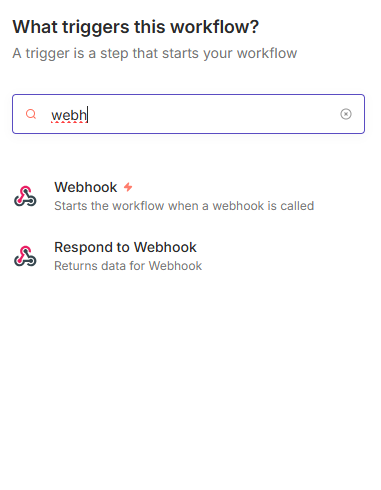 What triggers this workflow?
A trigger is a step that starts your workflow
webh
Webhook
Starts the workflow when a webhook is called
Respond to Webhook
Returns data for Webhook